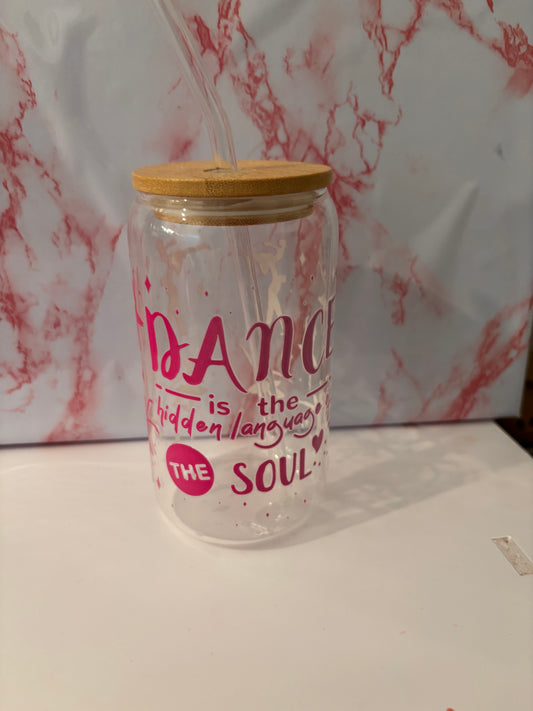 DANCE
is the
hidden language
THE SOUL